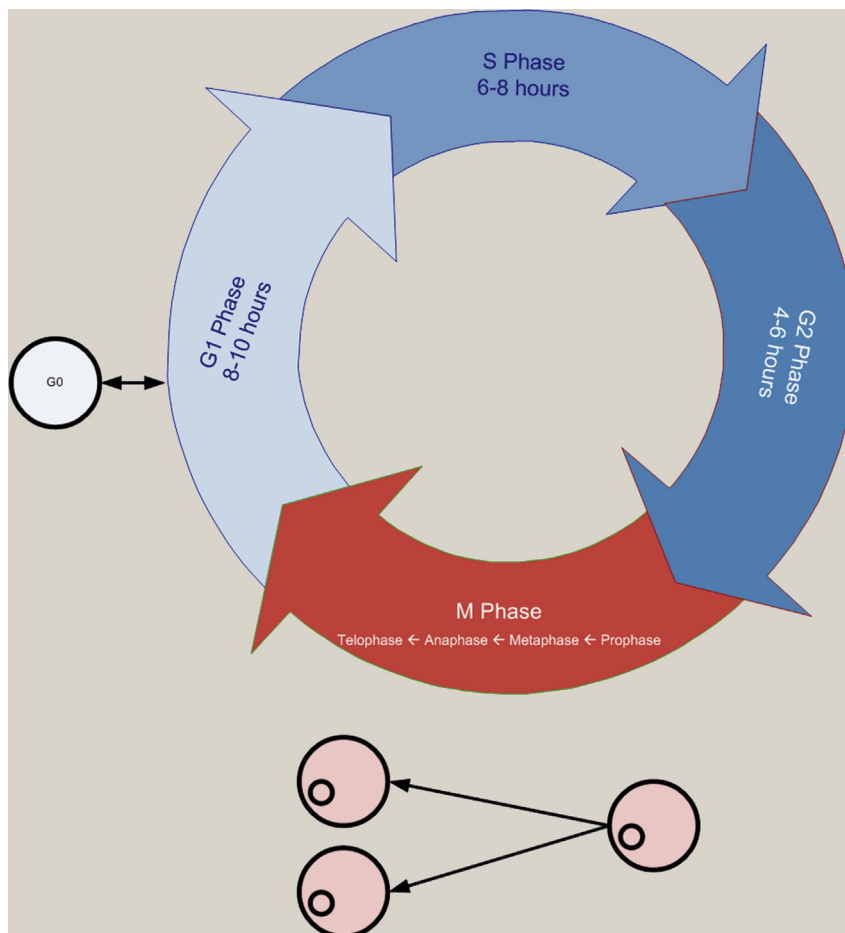 S Phase
6-8 hours
G1 Phase
8-10 hours
G2 Phase
4-6 hours
G0
M Phase
Telophase ← Anaphase ← Metaphase ← Prophase